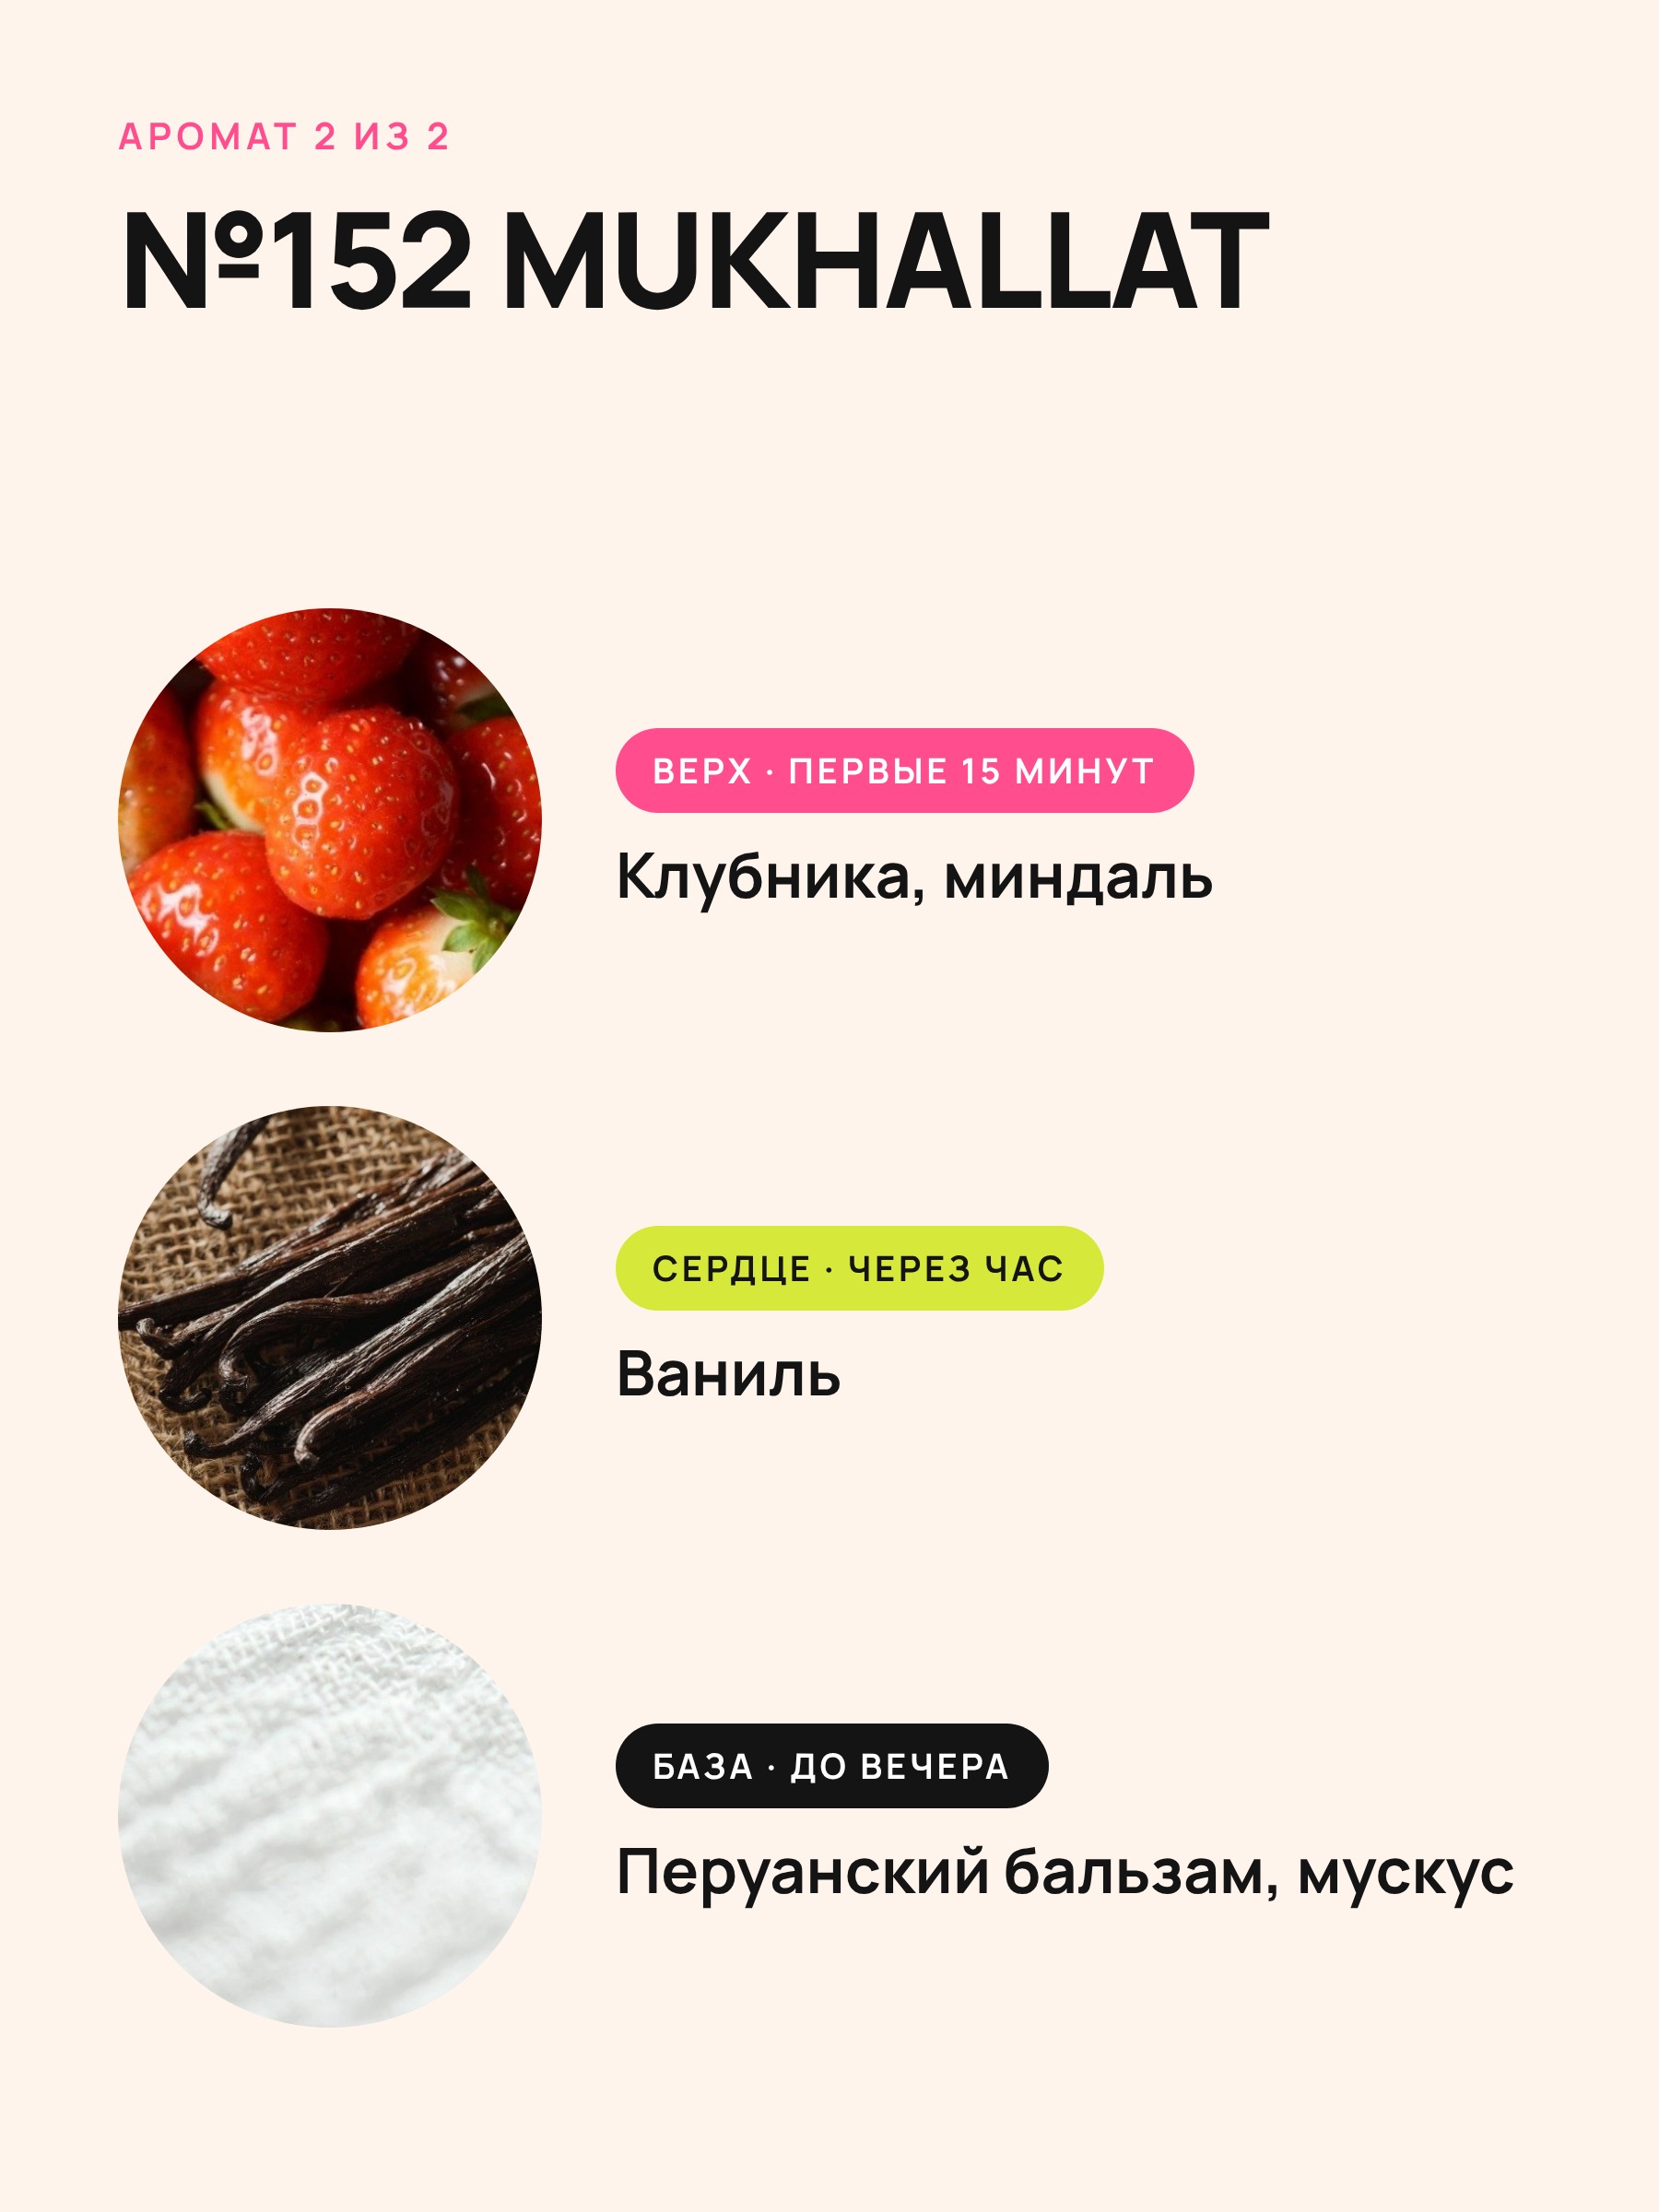 АРОМАТ 2 ИЗ 2
№152 MUKHALLAT
ВЕРХ · ПЕРВЫЕ 15 МИНУТ
Клубника, миндаль
СЕРДЦЕ · ЧЕРЕЗ ЧАС
Ваниль
БАЗА · ДО ВЕЧЕРА
Перуанский бальзам, мускус